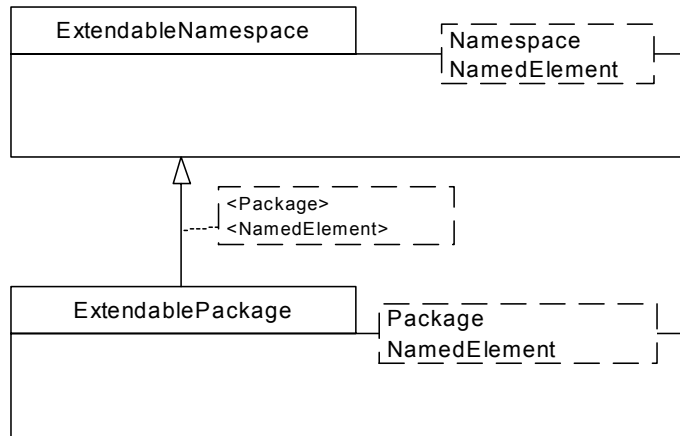 ExtendableNamespace
Namespace
NamedElement
<Package>
<NamedElement>
ExtendablePackage
Package
NamedElement